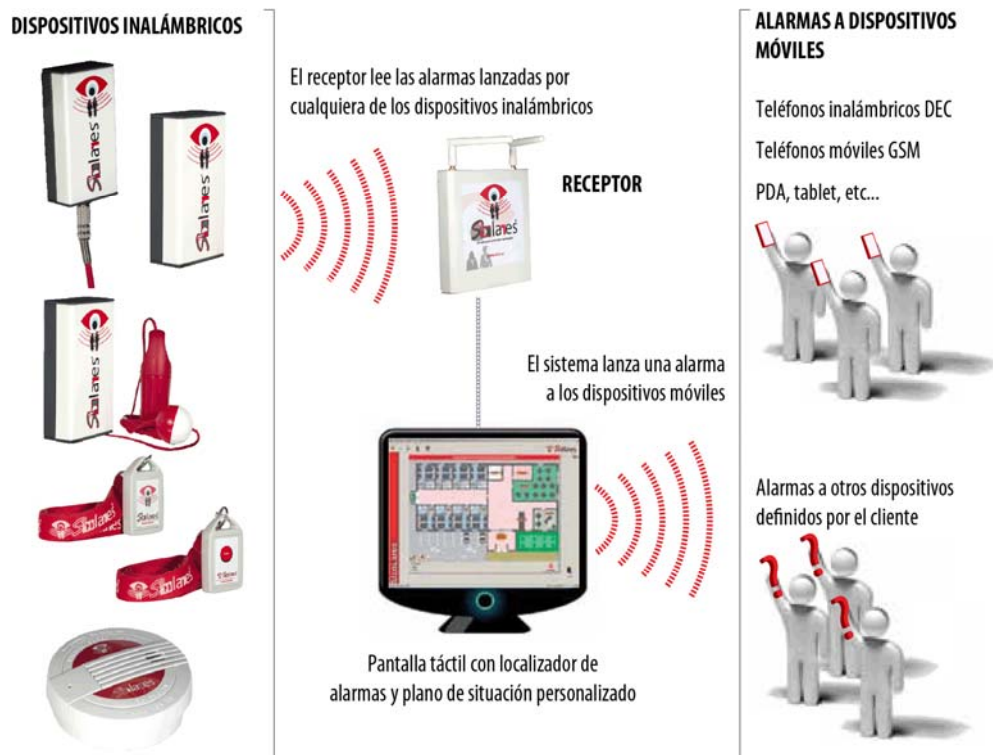 DISPOSITIVOS INALÁMBRICOS
El receptor lee las alarmas lanzadas por
cualquiera de los dispositivos inalámbricos
RECEPTOR
El sistema lanza una alarma
a los dispositivos móviles
Pantalla táctil con localizador de
alarmas y plano de situación personalizado
ALARMAS A DISPOSITIVOS
MÓVILES
Teléfonos inalámbricos DEC
Teléfonos móviles GSM
PDA, tablet, etc...
Alarmas a otros dispositivos
definidos por el cliente